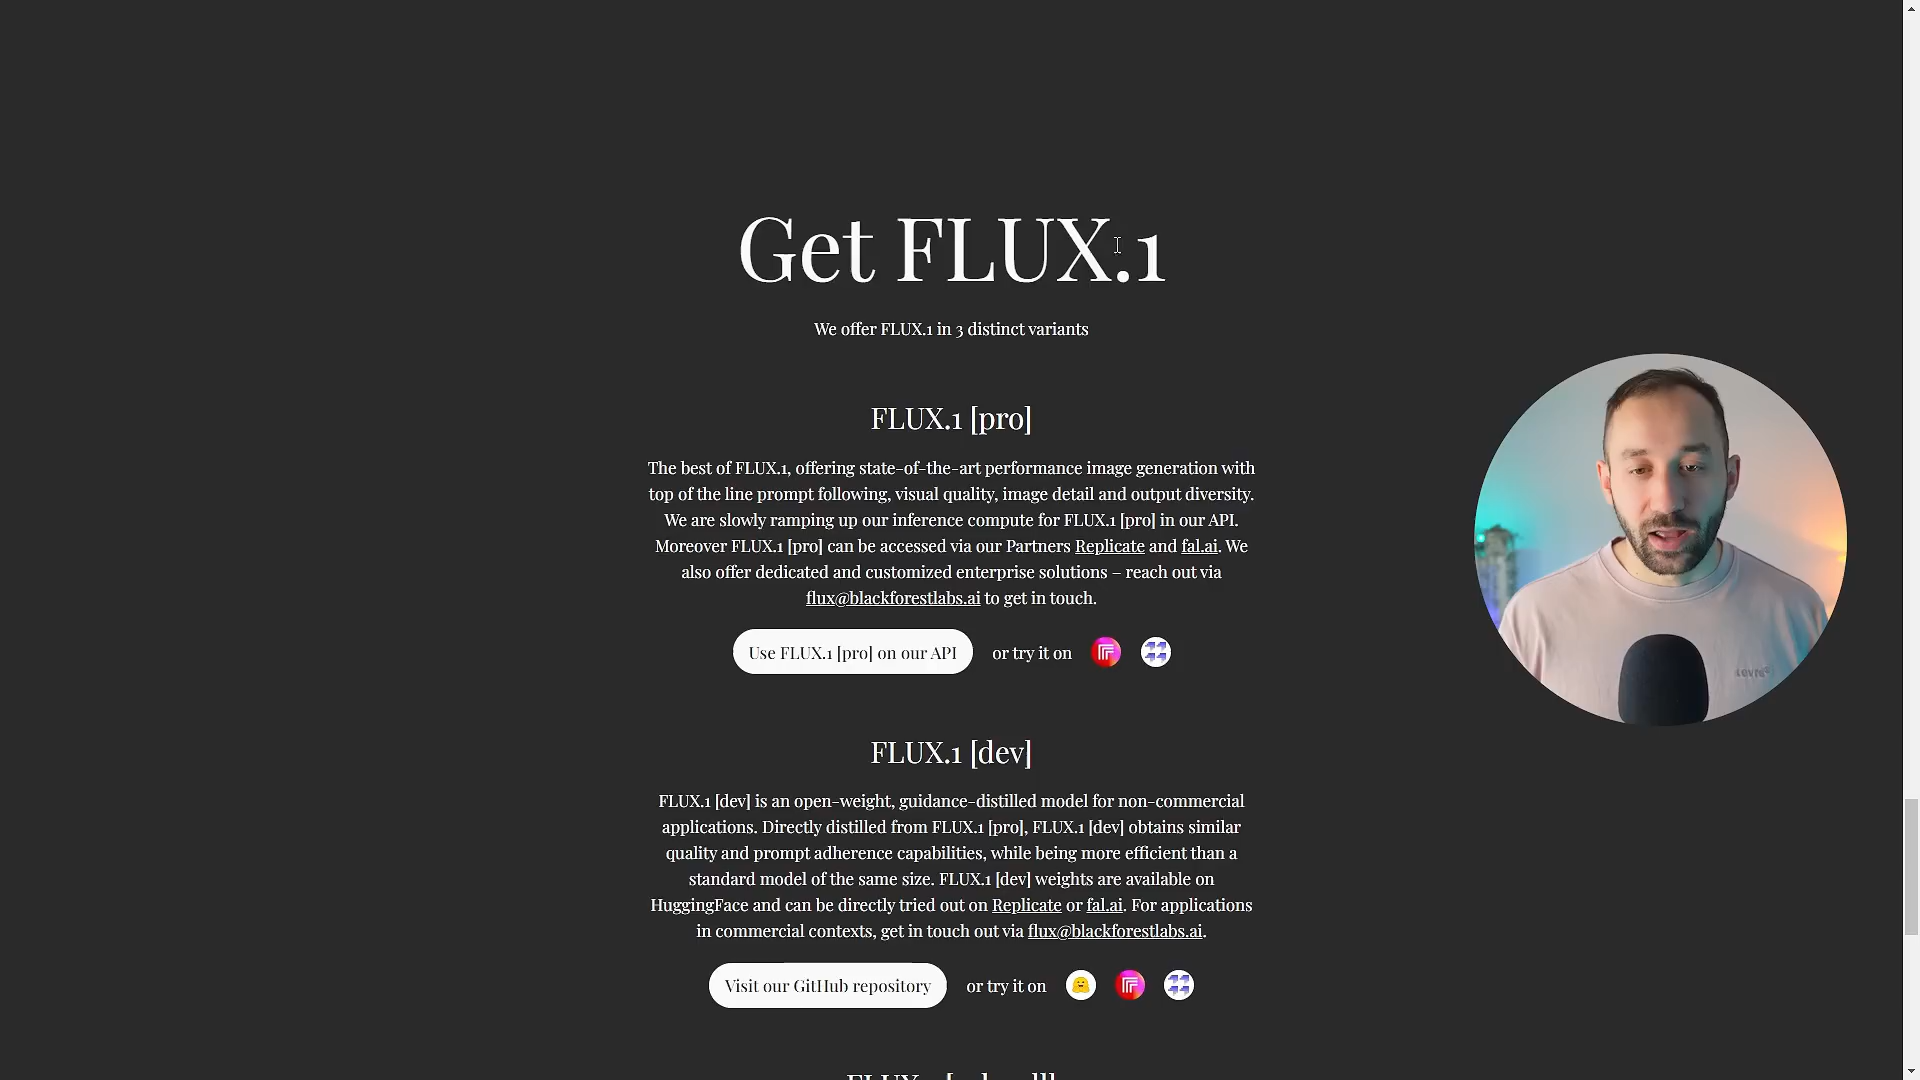 Get FLUX.1
We offer FLUX.1 in 3 distinct variants
FLUX.1 [pro]
The best of FLUX.1, offering state-of-the-art performance image generation with
top of the line prompt following, visual quality, image detail and output diversity.
We are slowly ramping up our inference compute for FLUX.1 [pro] in our API.
Moreover FLUX.1 [pro] can be accessed via our Partners Replicate and fal.ai. We
also offer dedicated and customized enterprise solutions – reach out via
flux@blackforestlabs.ai to get in touch.
Use FLUX.1 [pro] on our API or try it on
FLUX.1 [dev]
FLUX.1 [dev] is an open-weight, guidance-distilled model for non-commercial
applications. Directly distilled from FLUX.1 [pro], FLUX.1 [dev] obtains similar
quality and prompt adherence capabilities, while being more efficient than a
standard model of the same size. FLUX.1 [dev] weights are available on
HuggingFace and can be directly tried out on Replicate or fal.ai. For applications
in commercial contexts, get in touch out via flux@blackforestlabs.ai.
Visit our GitHub repository or try it on